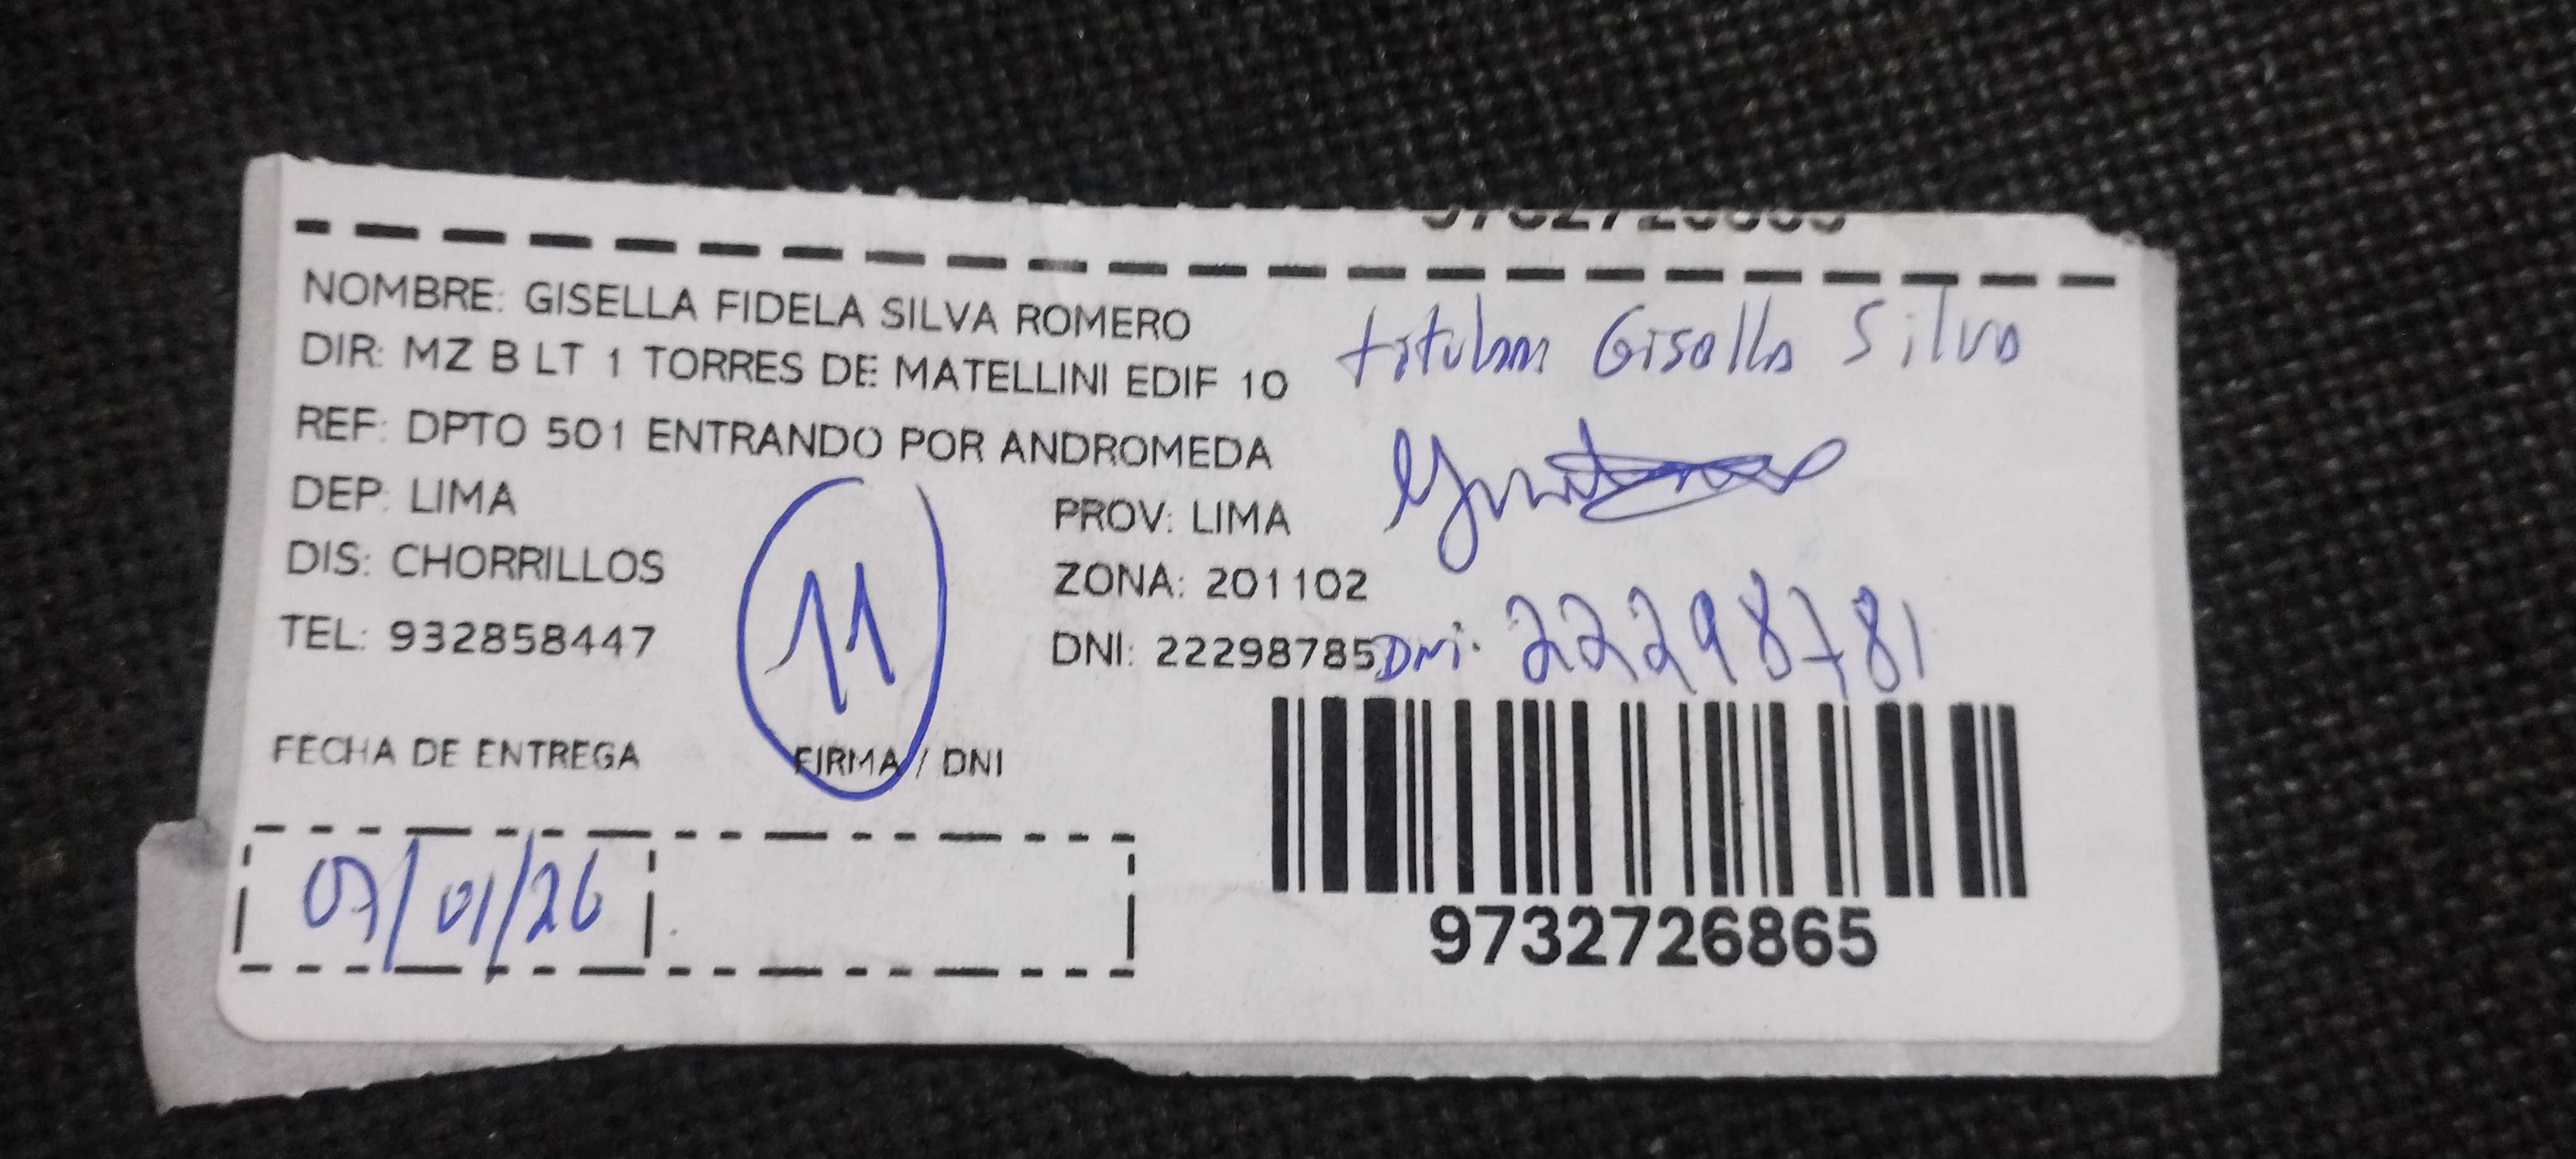 NOMBRE: GISELLA FIDELA SILVA ROMERO
titular Gisella Silva
DIR: MZ B LT 1 TORRES DE MATELLINI EDIF 10
REF: DPTO 501 ENTRANDO POR ANDROMEDA
DEP: LIMA
PROV: LIMA
DIS: CHORRILLOS
11
ZONA: 201102
TEL: 932858447
DNI: 22298785
DNi. 22298781
FECHA DE ENTREGA
FIRMA / DNI
07/01/26
9732726865